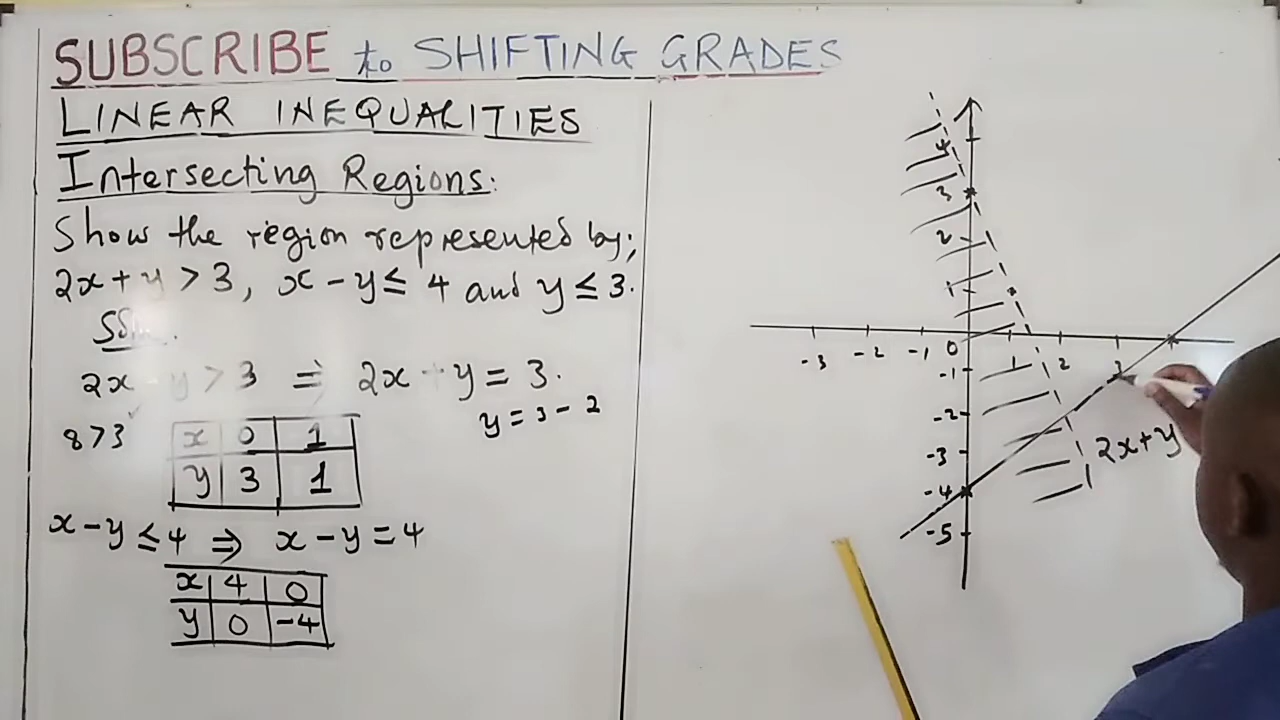 SUBSCRIBE to SHIFTING GRADES
LINEAR INEQUALITIES
Intersecting Regions:
Show the region represented by;
2x + y > 3, x - y ≤ 4 and y ≤ 3.
2x y > 3 ⇒ 2x + y = 3.
y = 3 - 2
8 > 3 ✓
x 0 1
y 3 1
x - y ≤ 4 ⇒ x - y = 4
x 4 0
y 0 -4
4
3
2
1
-3 -2 -1 0 1 2 3
-1
-2
-3
-4
-5
2x + y